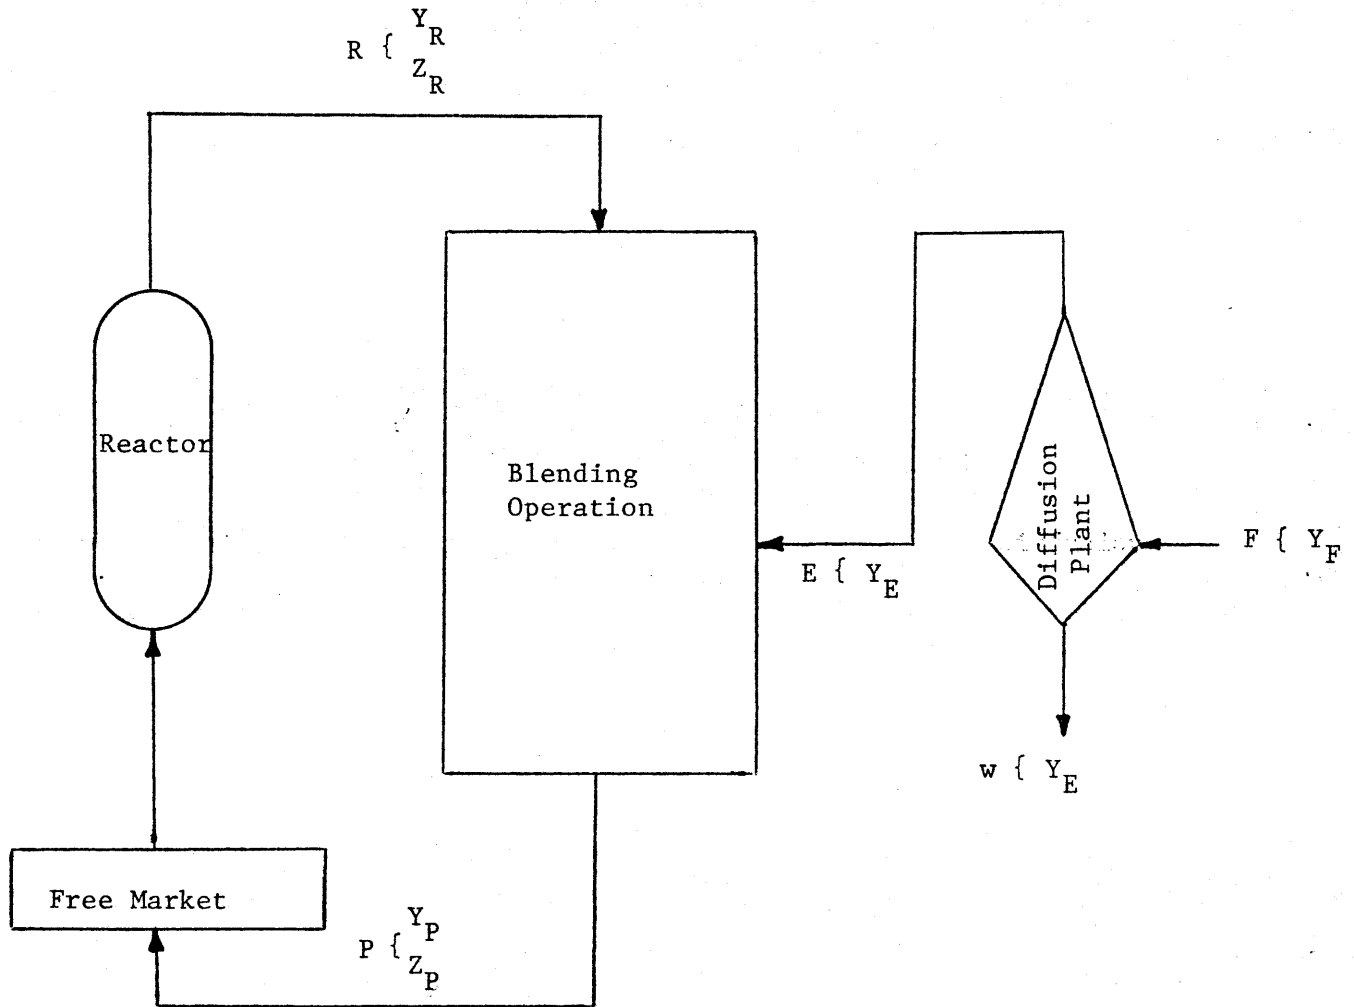 R { Y_R
Z_R
Reactor
Blending
Operation
Diffusion
Plant
F { Y_F
E { Y_E
w { Y_E
Free Market
P { Y_P
Z_P